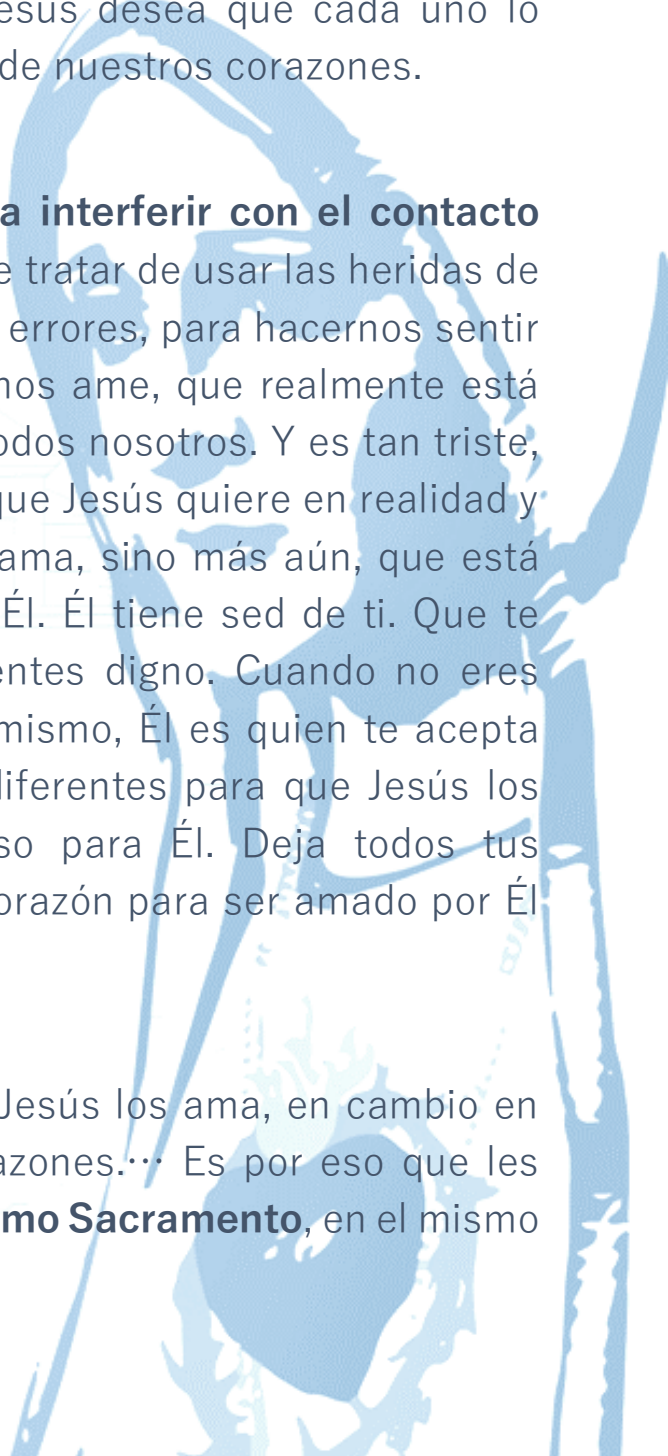 esús desea que cada uno lo
de nuestros corazones.
a interferir con el contacto
e tratar de usar las heridas de
errores, para hacernos sentir
nos ame, que realmente está
odos nosotros. Y es tan triste,
que Jesús quiere en realidad y
ama, sino más aún, que está
Él. Él tiene sed de ti. Que te
entes digno. Cuando no eres
mismo, Él es quien te acepta
diferentes para que Jesús los
so para Él. Deja todos tus
orazón para ser amado por Él
Jesús los ama, en cambio en
azones.··· Es por eso que les
mo Sacramento, en el mismo